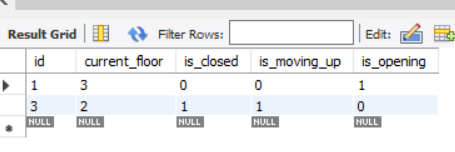 Result Grid Filter Rows: Edit:
id current_floor is_closed is_moving_up is_opening
1 3 0 0 1
3 2 1 1 0
NULL NULL NULL NULL NULL